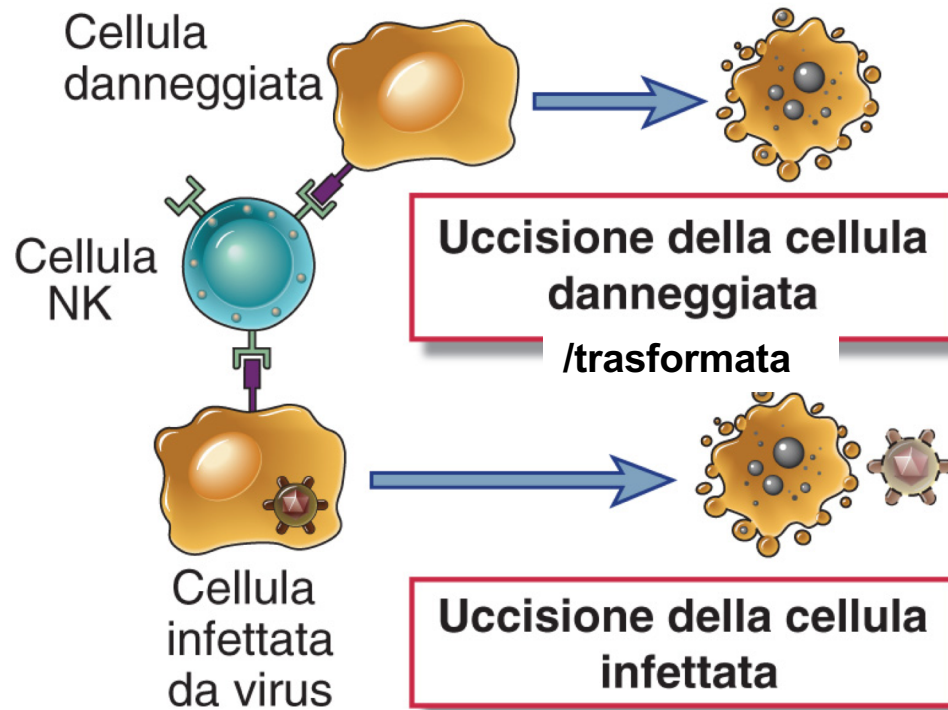 Cellula
danneggiata
Uccisione della cellula
danneggiata
/trasformata
Cellula
NK
Cellula
infettata
da virus
Uccisione della cellula
infettata